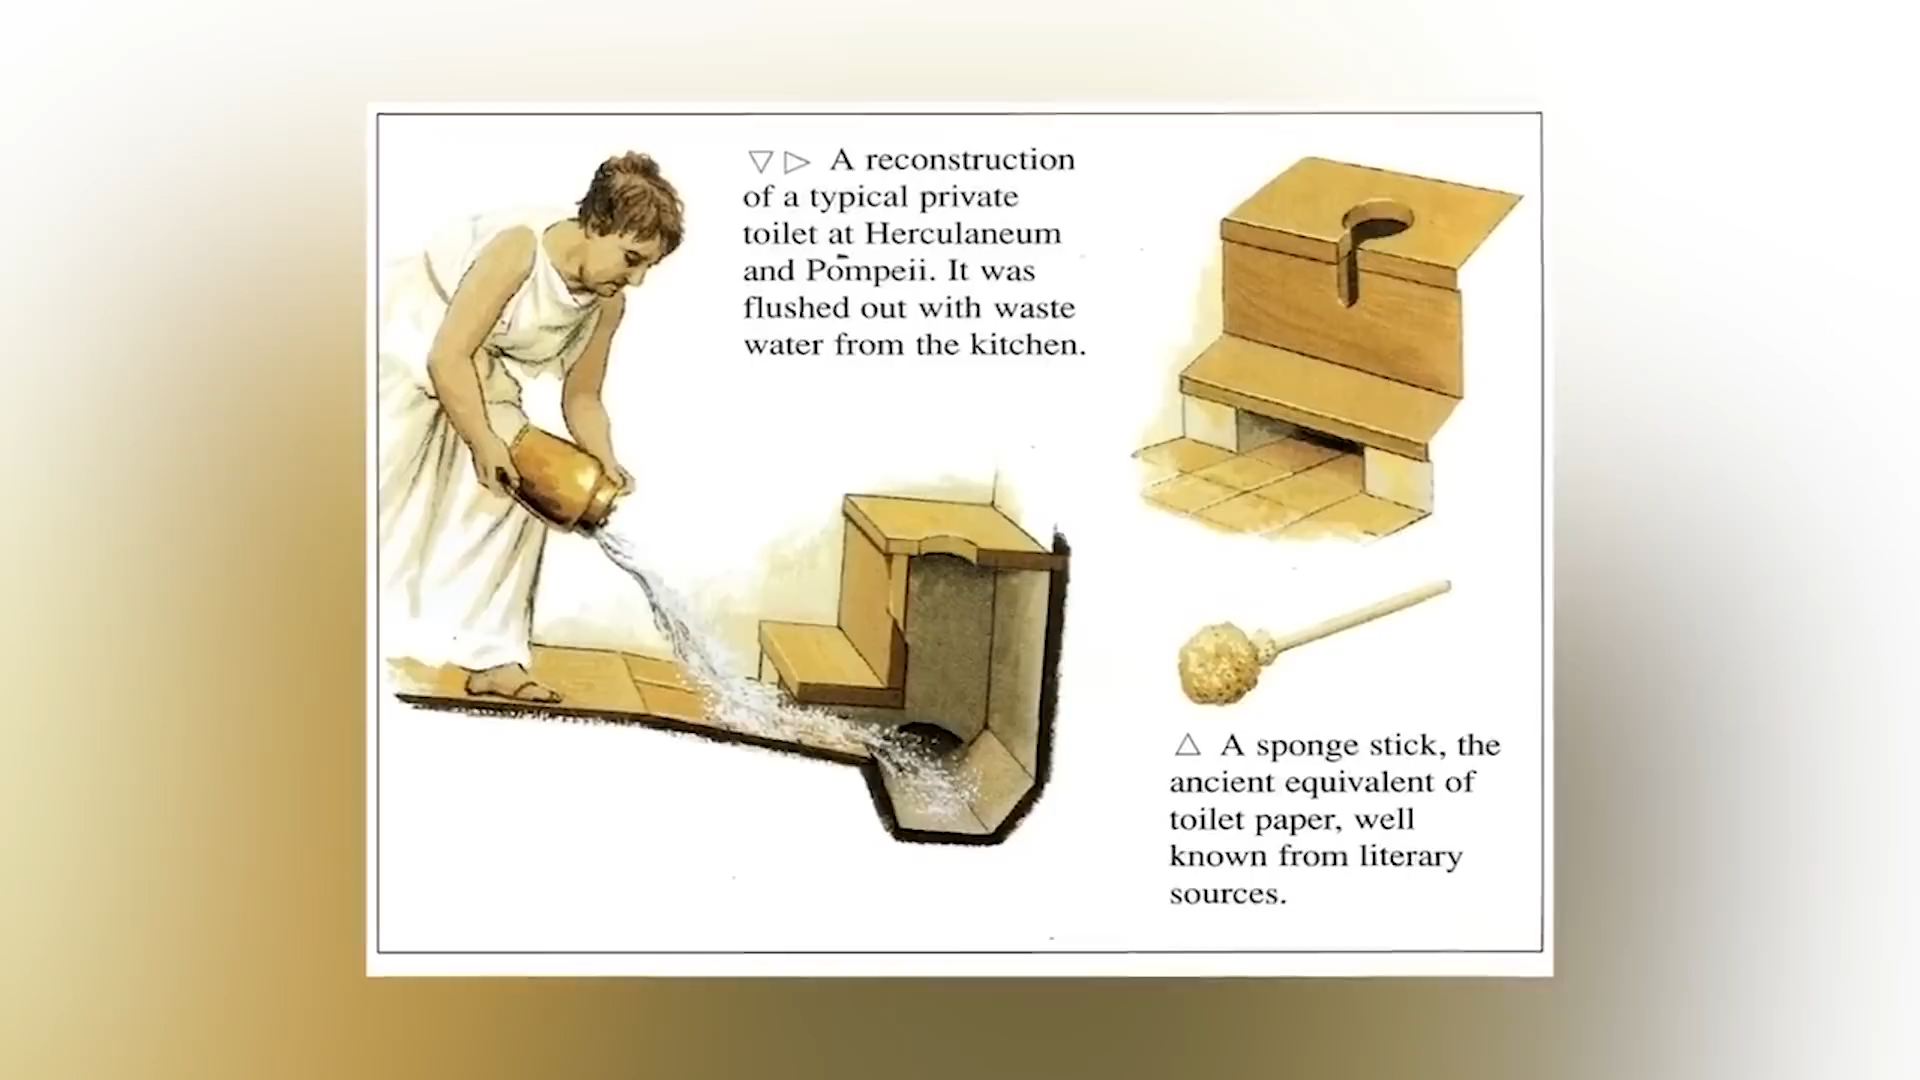 ▽▷ A reconstruction
of a typical private
toilet at Herculaneum
and Pompeii. It was
flushed out with waste
water from the kitchen.
△ A sponge stick, the
ancient equivalent of
toilet paper, well
known from literary
sources.